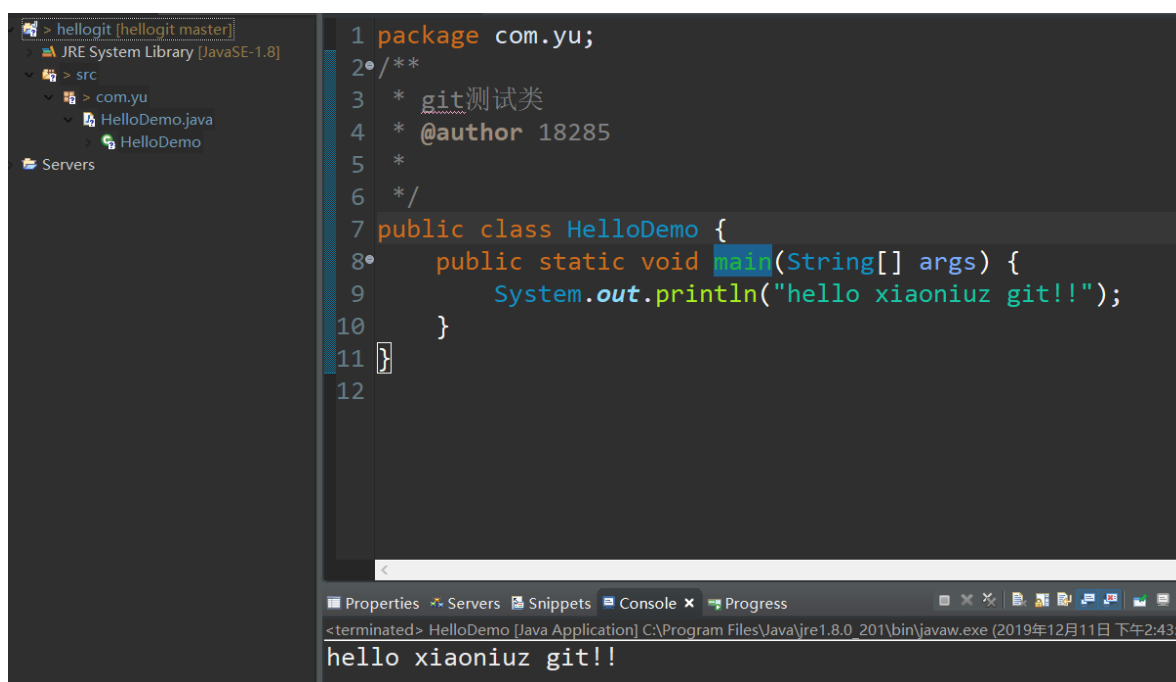 > hellogit [hellogit master]
JRE System Library [JavaSE-1.8]
> src
> com.yu
HelloDemo.java
HelloDemo
Servers
1 package com.yu;
2 /**
3  * git测试类
4  * @author 18285
5  *
6  */
7 public class HelloDemo {
8     public static void main(String[] args) {
9         System.out.println("hello xiaoniuz git!!");
10     }
11 }
12
Properties Servers Snippets Console Progress
<terminated> HelloDemo [Java Application] C:\Program Files\Java\jre1.8.0_201\bin\javaw.exe (2019年12月11日 下午2:43:
hello xiaoniuz git!!